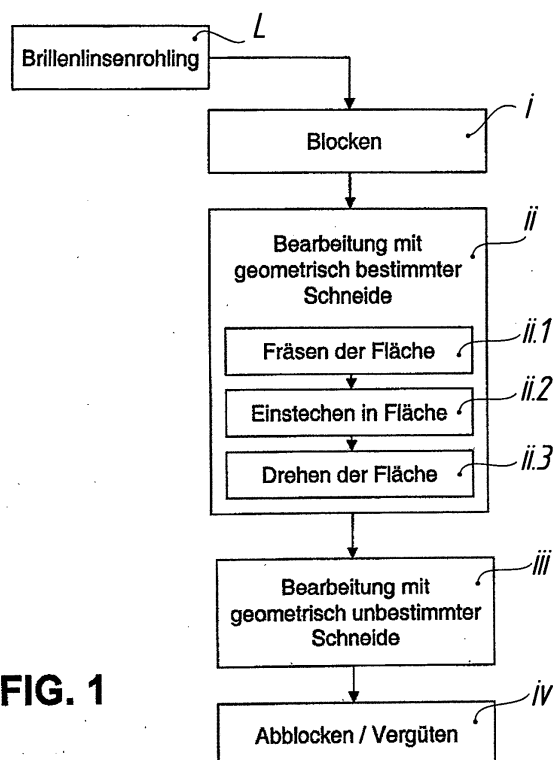 L
Brillenlinsenrohling
i
Blocken
ii
Bearbeitung mit
geometrisch bestimmter
Schneide
ii.1
Fräsen der Fläche
ii.2
Einstechen in Fläche
ii.3
Drehen der Fläche
iii
Bearbeitung mit
geometrisch unbestimmter
Schneide
FIG. 1
iv
Abblocken / Vergüten